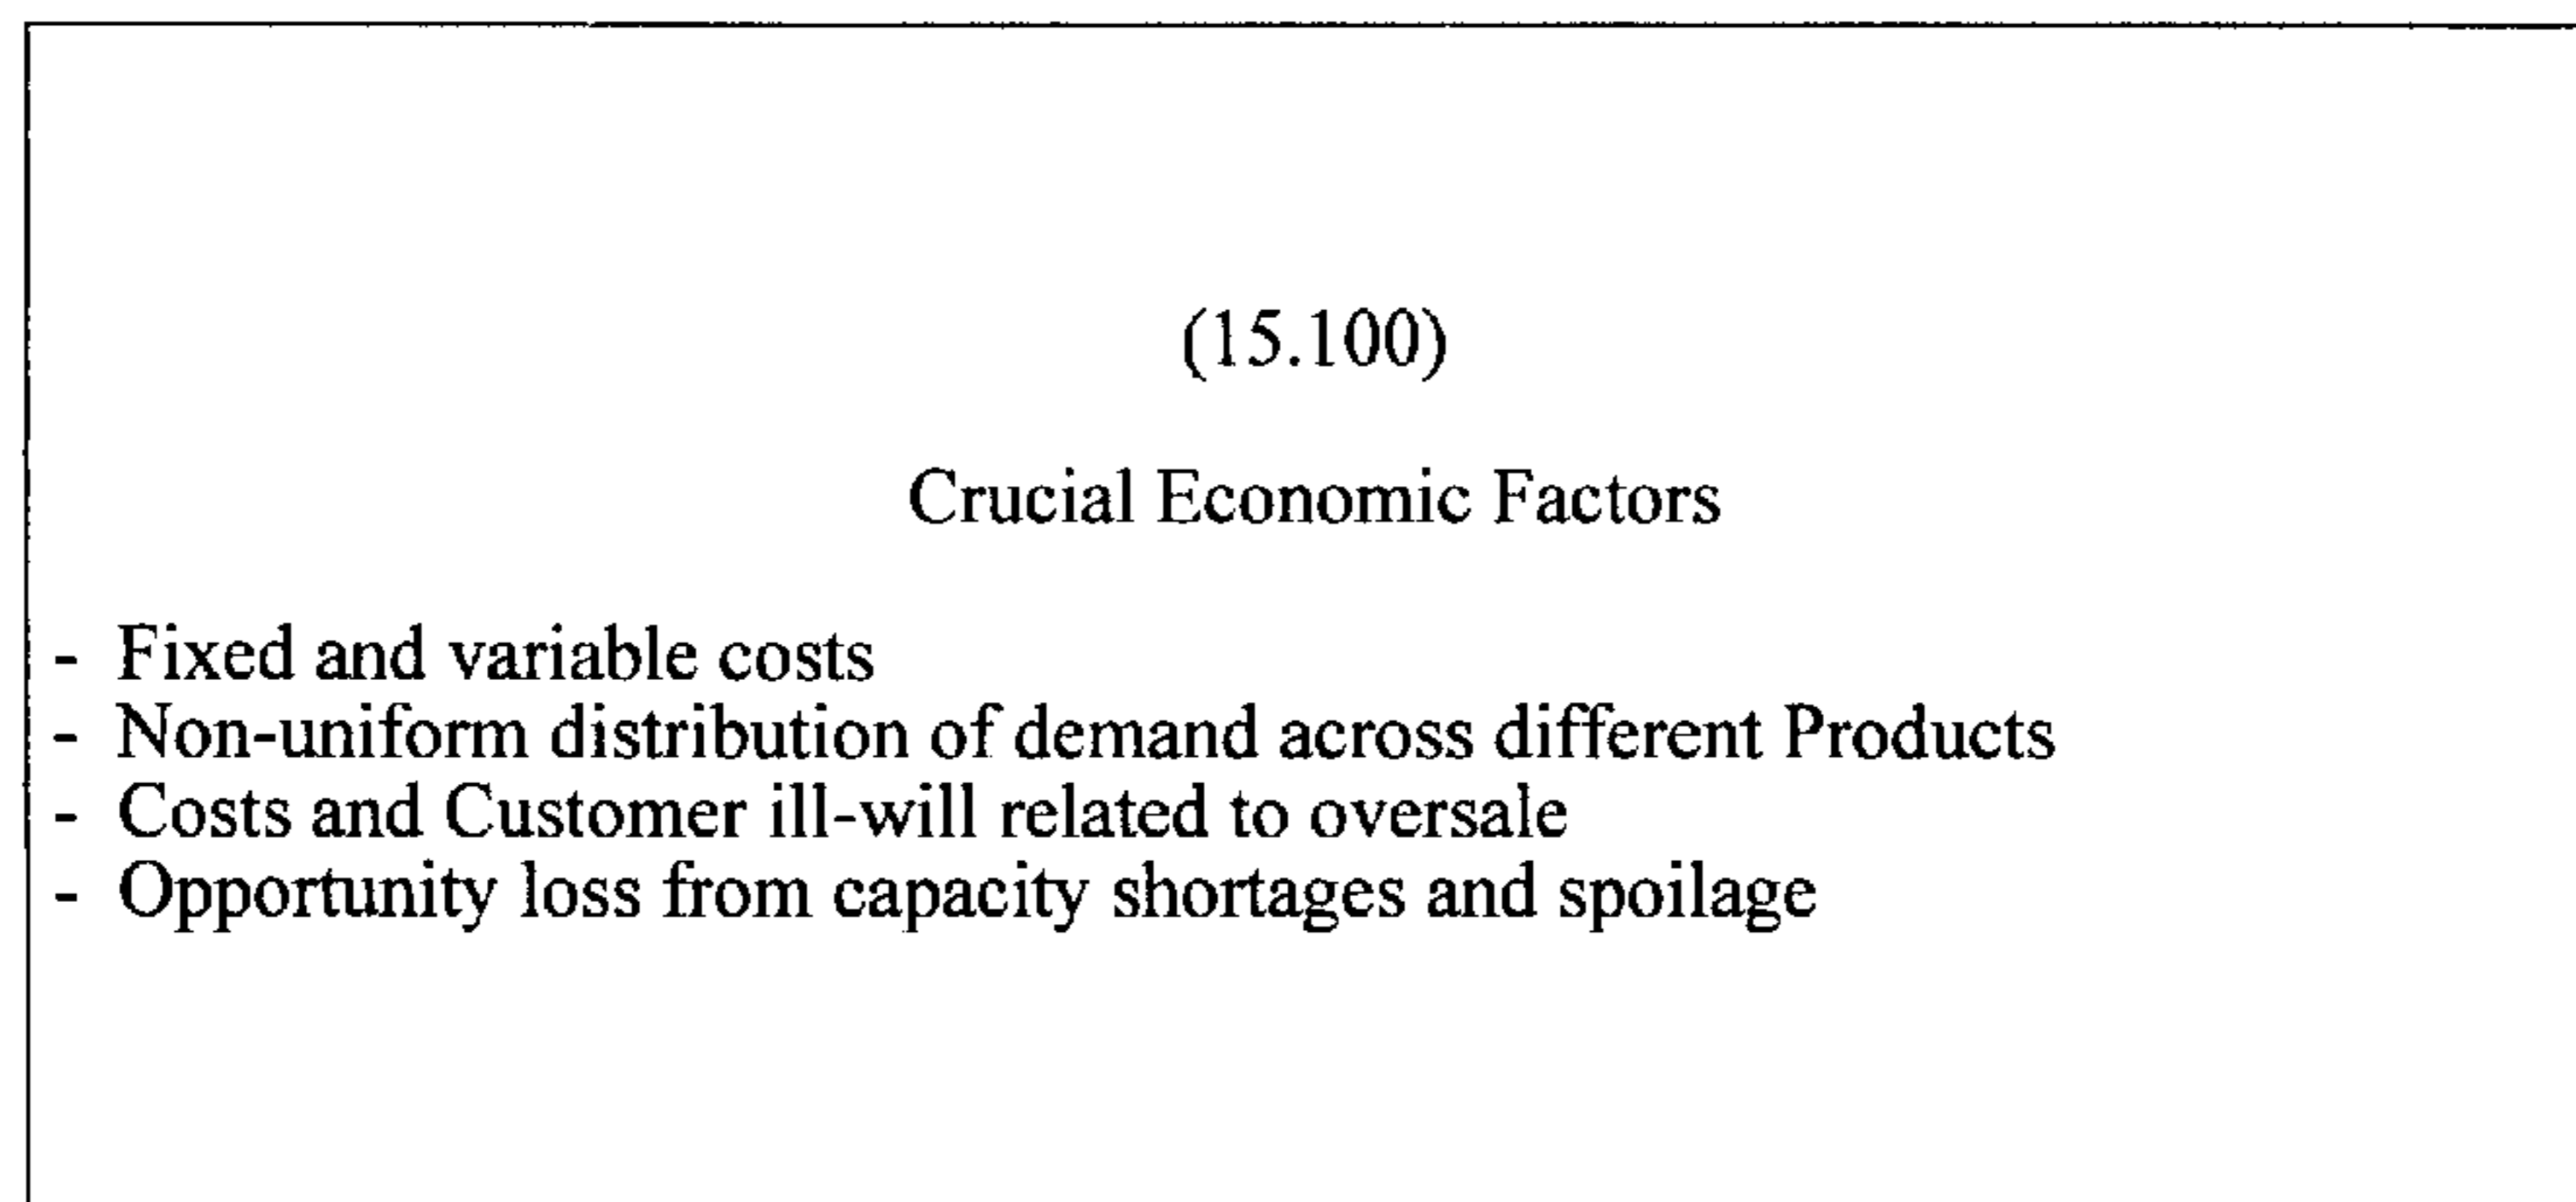 (15.100)
Crucial Economic Factors
- Fixed and variable costs
- Non-uniform distribution of demand across different Products
- Costs and Customer ill-will related to oversale
- Opportunity loss from capacity shortages and spoilage